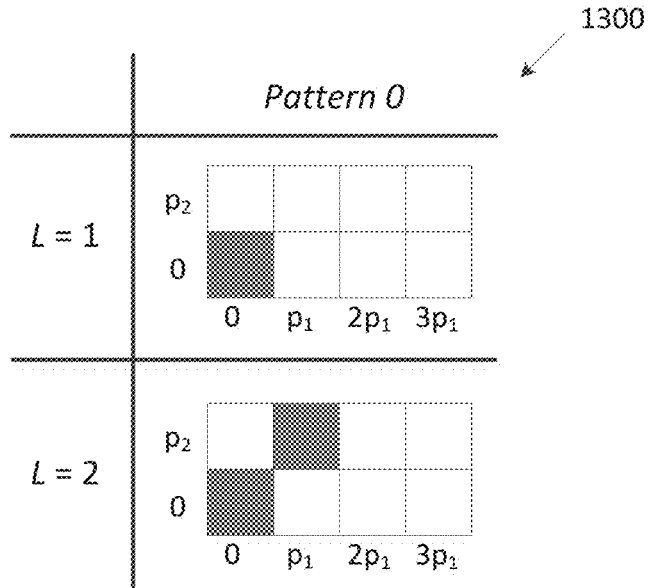 1300
Pattern 0
L = 1
p₂
0
0 p₁ 2p₁ 3p₁
L = 2
p₂
0
0 p₁ 2p₁ 3p₁